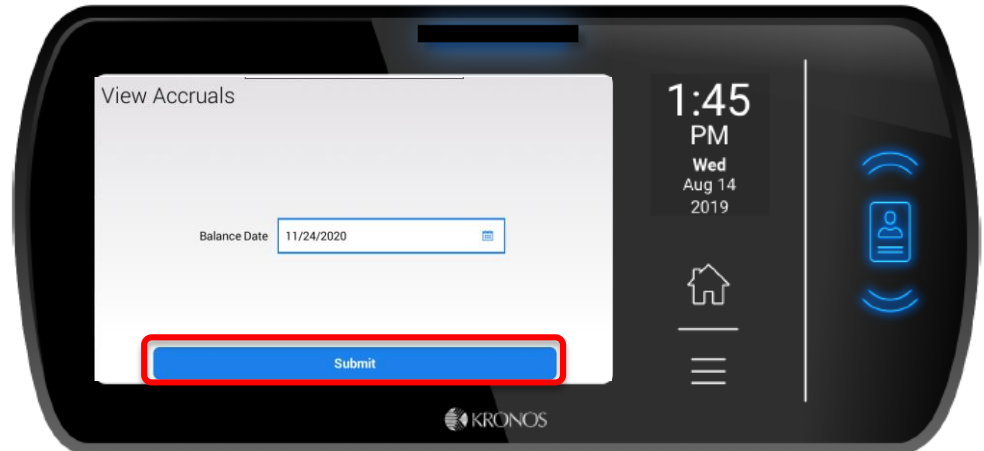 View Accruals
Balance Date 11/24/2020
Submit
1:45
PM
Wed
Aug 14
2019
KRONOS